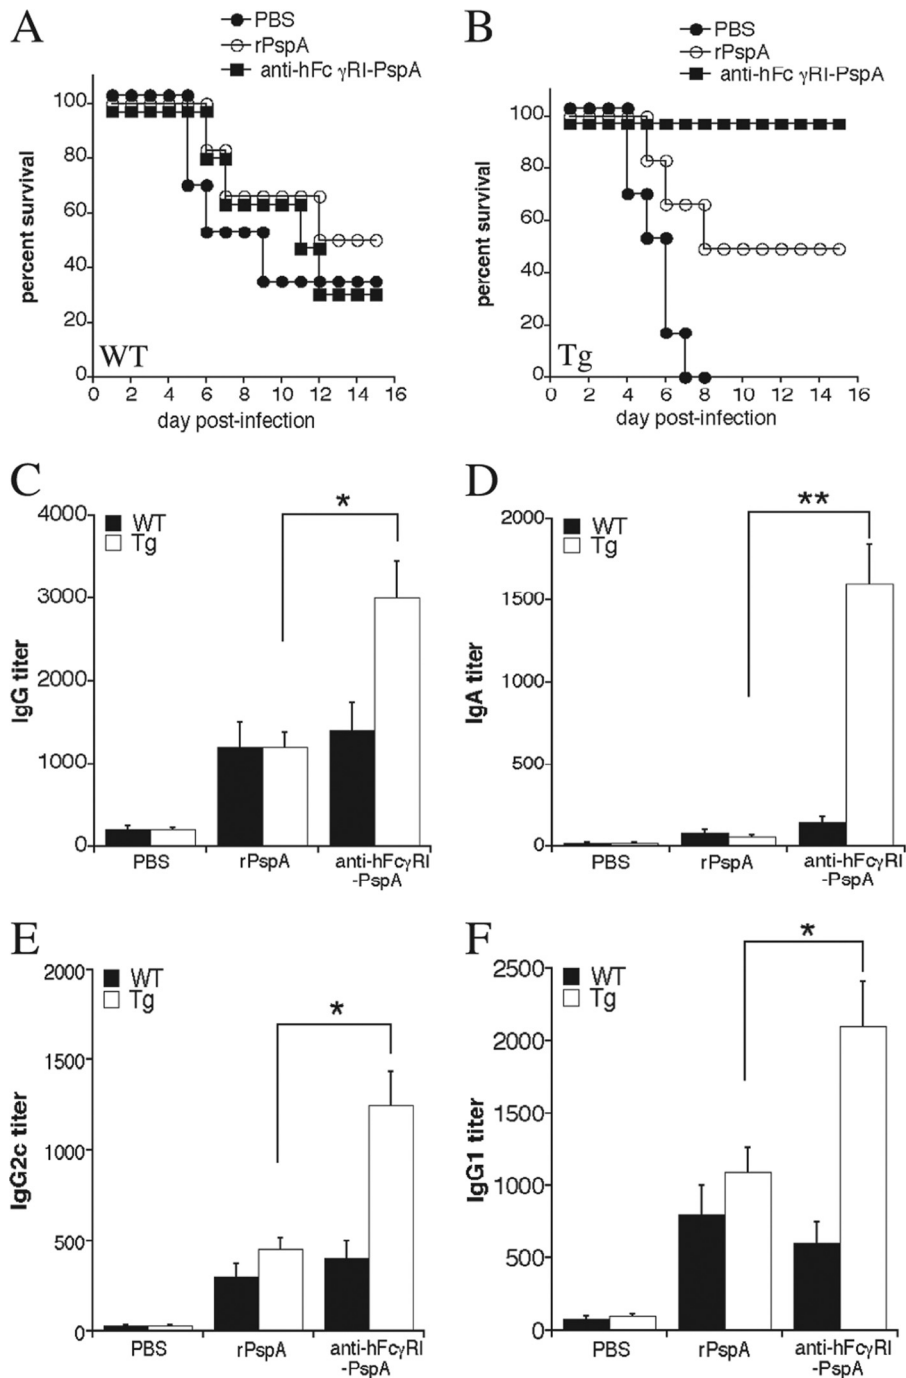 A
PBS
rPspA
anti-hFc γRI-PspA
percent survival
100
80
60
40
20
0
WT
0 2 4 6 8 10 12 14 16
day post-infection
B
PBS
rPspA
anti-hFc γRI-PspA
percent survival
100
80
60
40
20
0
Tg
0 2 4 6 8 10 12 14 16
day post-infection
C
WT
Tg
*
IgG titer
4000
3000
2000
1000
0
PBS rPspA anti-hFcγRI
-PspA
D
WT
Tg
**
IgA titer
2000
1500
1000
500
0
PBS rPspA anti-hFcγRI
-PspA
E
WT
Tg
*
IgG2c titer
2000
1500
1000
500
0
PBS rPspA anti-hFcγRI
-PspA
F
WT
Tg
*
IgG1 titer
2500
2000
1500
1000
500
0
PBS rPspA anti-hFcγRI
-PspA